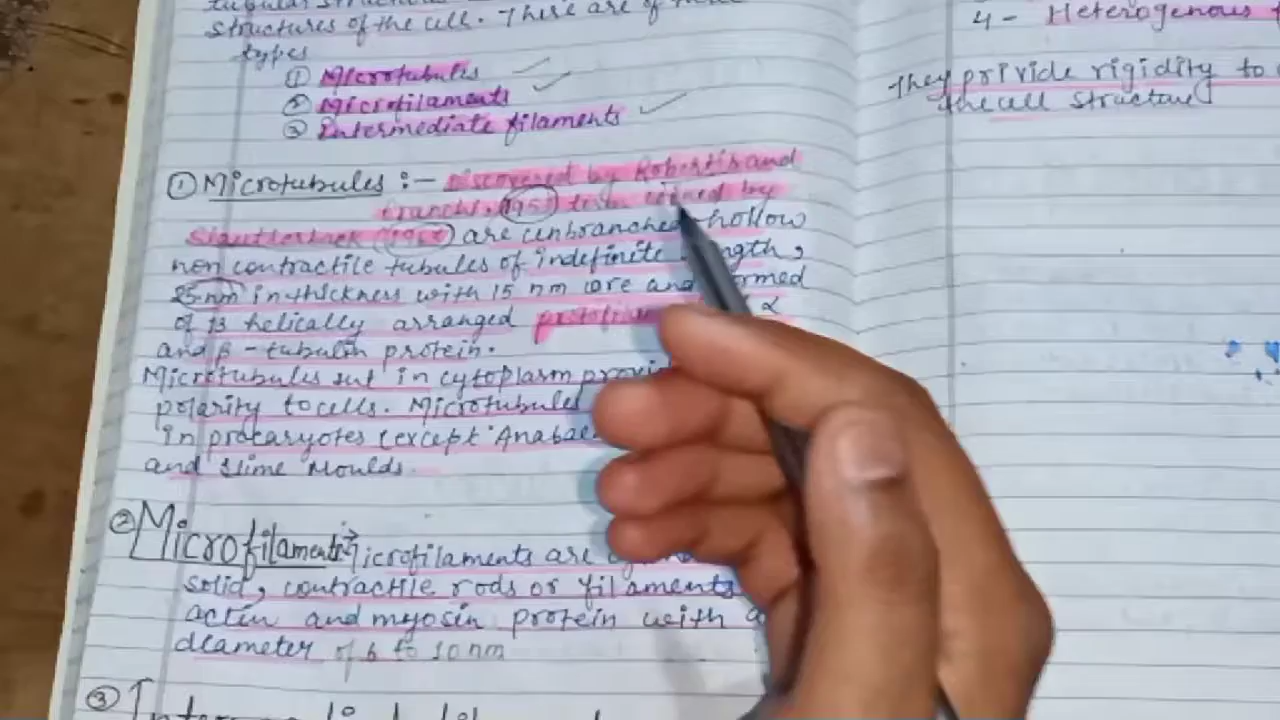 structures of the cell. There are of three
types
① Microtubules
② Microfilaments
③ Intermediate filaments
① Microtubules :- Discovered by Robertis and
Franchi, 1953 term coined by
Slautterback (1963) are unbranched hollow
non contractile tubules of indefinite length,
25nm in thickness with 15 nm core and formed
of 13 helically arranged α
and β - tubulin protein.
Microtubules in cytoplasm
polarity to cells. Microtubules
in procaryotes (except
and slime Moulds.
② Microfilaments Microfilaments are
solid, contractile rods or filaments
actin and myosin protein with a
diameter of 6 to 10 nm
③
4 - Heterogenous
They privide rigidity to
the cell structure